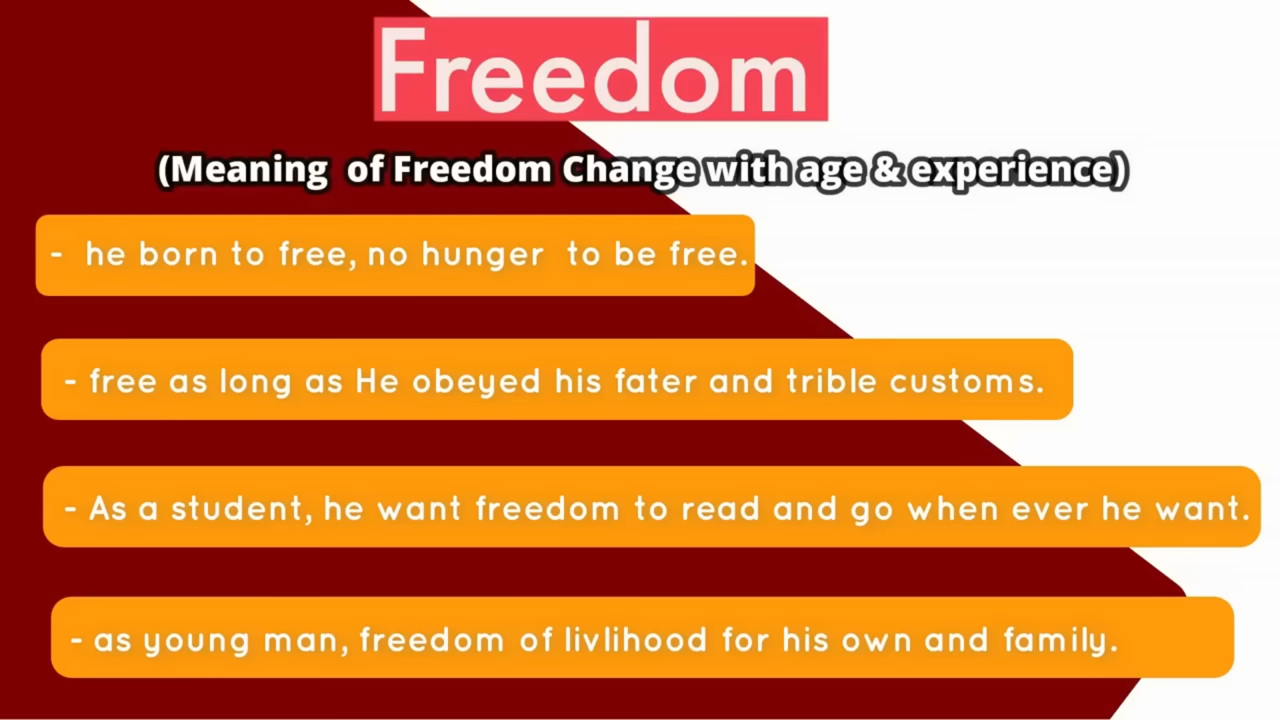 Freedom
(Meaning of Freedom Change with age & experience)
- he born to free, no hunger to be free.
- free as long as He obeyed his fater and trible customs.
- As a student, he want freedom to read and go when ever he want.
- as young man, freedom of livlihood for his own and family.